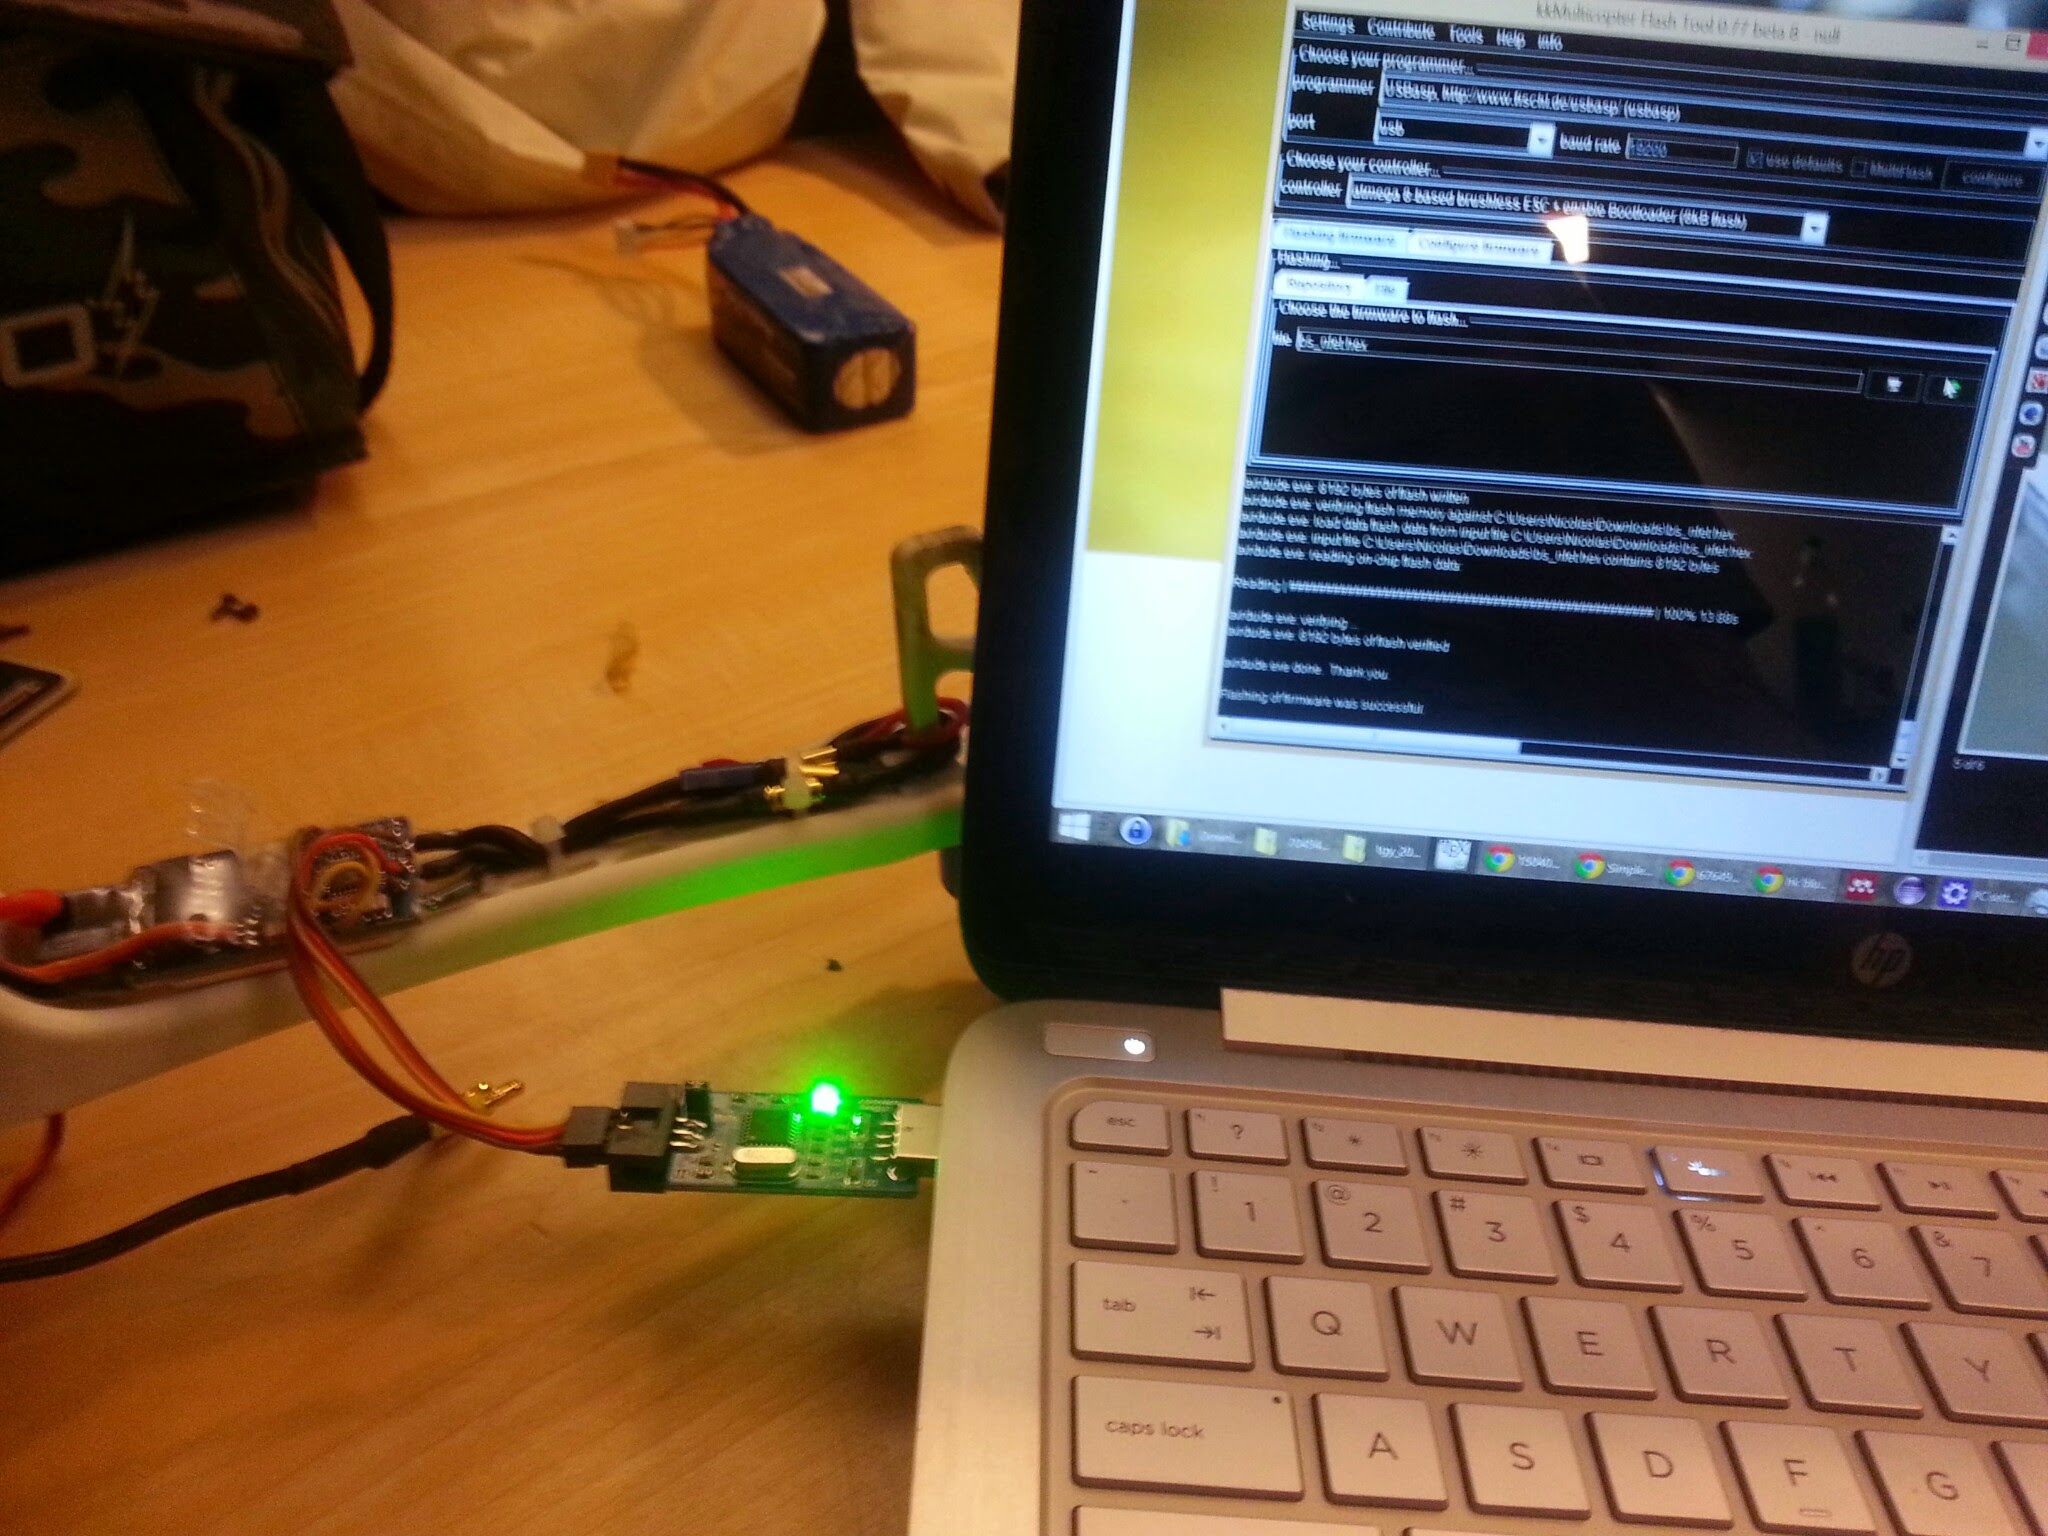 kkMulticopter Flash Tool 0.77 beta 8 - null
Settings Contribute Tools Help Info
Choose your programmer...
programmer USBasp, http://www.fischl.de/usbasp/ (usbasp)
port usb baud rate 19200 use defaults MultiFlash configure
Choose your controller...
controller atmega 8 based brushless ESC + enable Bootloader (8kB flash)
Flashing firmware Configure firmware
Flashing...
Repository File
Choose the firmware to flash...
file bs_nfet.hex
avrdude.exe: 8192 bytes of flash written
avrdude.exe: verifying flash memory against C:\Users\Nicolas\Downloads\bs_nfet.hex:
avrdude.exe: load data flash data from input file C:\Users\Nicolas\Downloads\bs_nfet.hex:
avrdude.exe: input file C:\Users\Nicolas\Downloads\bs_nfet.hex contains 8192 bytes
avrdude.exe: reading on-chip flash data:
Reading | 100% 13.88s
avrdude.exe: verifying ...
avrdude.exe: 8192 bytes of flash verified
avrdude.exe done. Thank you.
Flashing of firmware was successful.
5 of 6
Downl...
Simple...
hp
esc
?
! 1 @ 2 # 3 $ 4 % 5 ^ 6 & 7
tab Q W E R T Y
caps lock A S D F G